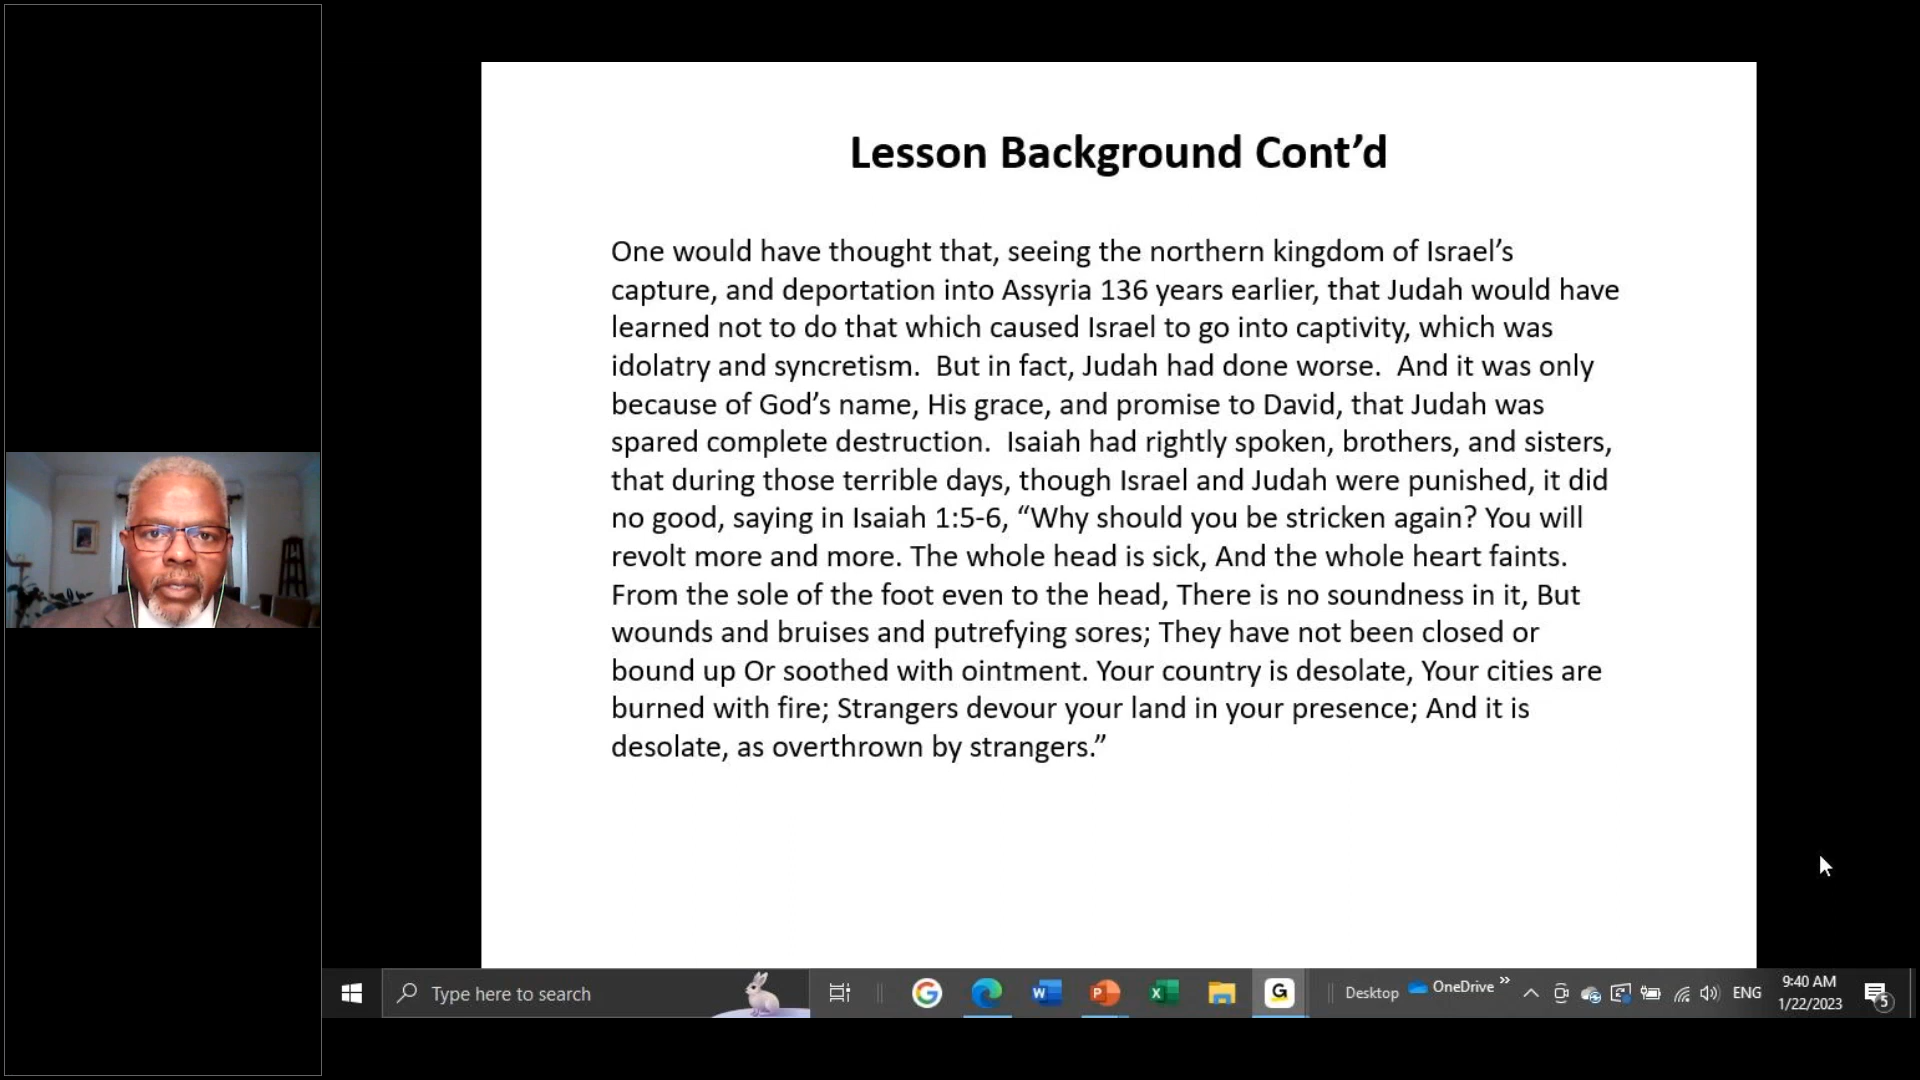 Lesson Background Cont’d
One would have thought that, seeing the northern kingdom of Israel’s
capture, and deportation into Assyria 136 years earlier, that Judah would have
learned not to do that which caused Israel to go into captivity, which was
idolatry and syncretism.  But in fact, Judah had done worse.  And it was only
because of God’s name, His grace, and promise to David, that Judah was
spared complete destruction.  Isaiah had rightly spoken, brothers, and sisters,
that during those terrible days, though Israel and Judah were punished, it did
no good, saying in Isaiah 1:5-6, “Why should you be stricken again? You will
revolt more and more. The whole head is sick, And the whole heart faints.
From the sole of the foot even to the head, There is no soundness in it, But
wounds and bruises and putrefying sores; They have not been closed or
bound up Or soothed with ointment. Your country is desolate, Your cities are
burned with fire; Strangers devour your land in your presence; And it is
desolate, as overthrown by strangers.”
Type here to search
Desktop
OneDrive
ENG
9:40 AM
1/22/2023
5